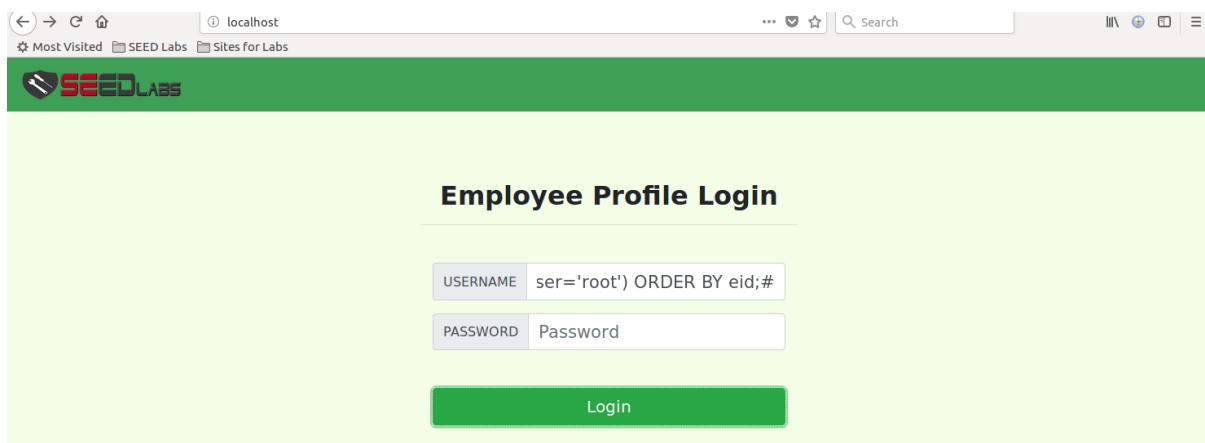 localhost
Search
Most Visited SEED Labs Sites for Labs
SEEDLABS
Employee Profile Login
USERNAME ser='root') ORDER BY eid;#
PASSWORD Password
Login